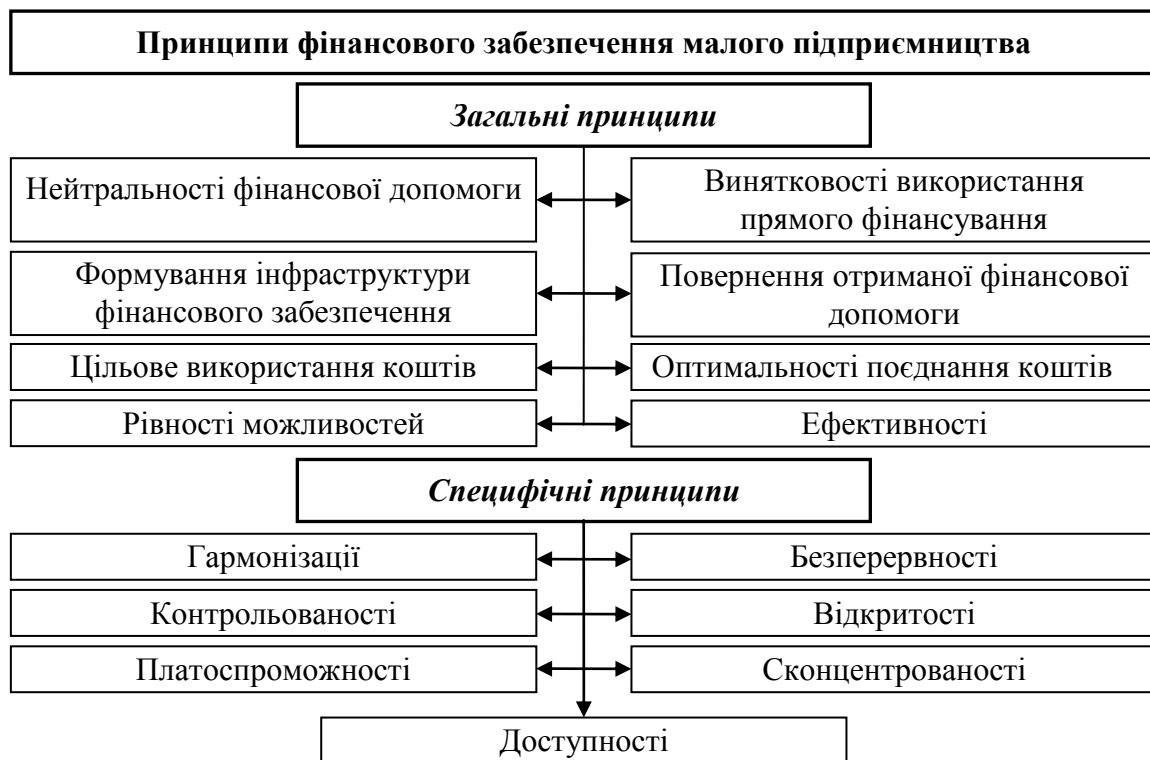 Принципи фінансового забезпечення малого підприємництва
Загальні принципи
Нейтральності фінансової допомоги
Винятковості використання
прямого фінансування
Формування інфраструктури
фінансового забезпечення
Повернення отриманої фінансової
допомоги
Цільове використання коштів
Оптимальності поєднання коштів
Рівності можливостей
Ефективності
Специфічні принципи
Гармонізації
Безперервності
Контрольованості
Відкритості
Платоспроможності
Сконцентрованості
Доступності